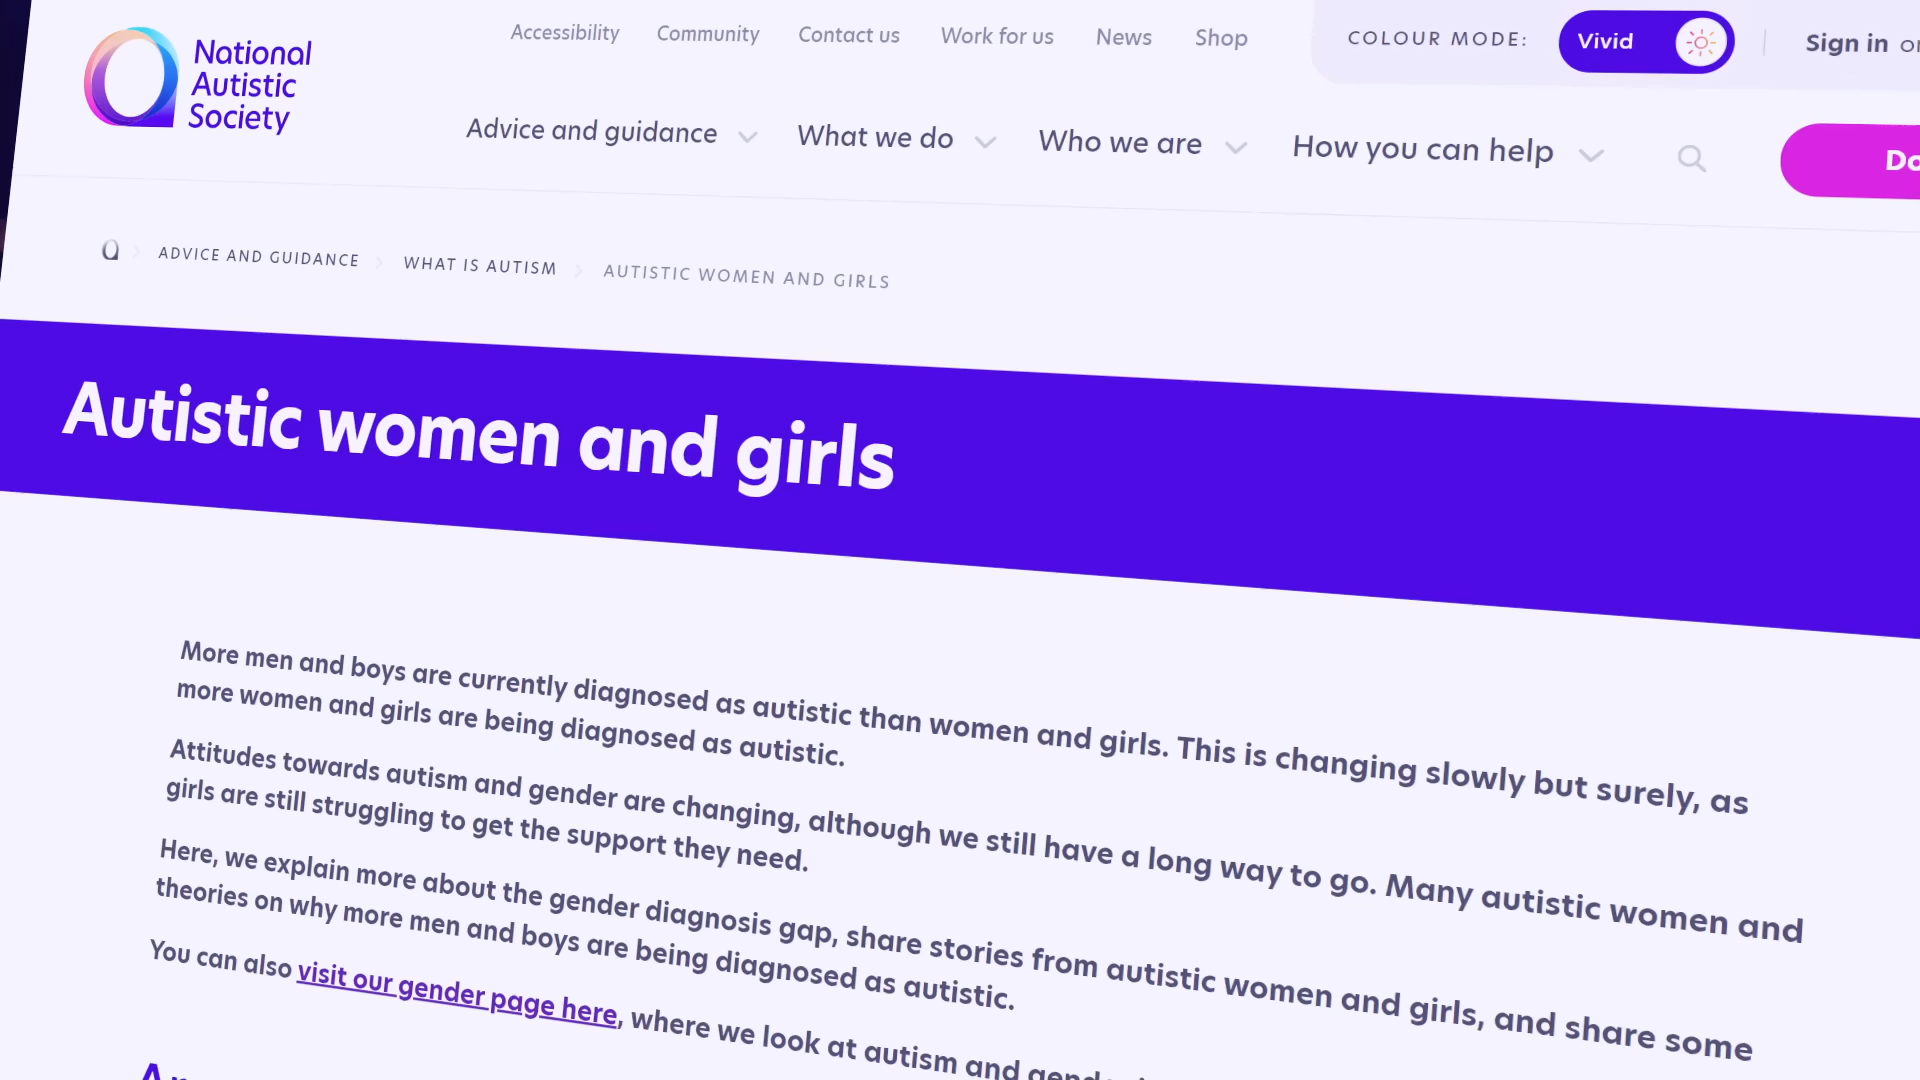 National
Autistic
Society
Accessibility Community Contact us Work for us News Shop COLOUR MODE: Vivid Sign in
Advice and guidance What we do Who we are How you can help
ADVICE AND GUIDANCE WHAT IS AUTISM AUTISTIC WOMEN AND GIRLS
Autistic women and girls
More men and boys are currently diagnosed as autistic than women and girls. This is changing slowly but surely, as
more women and girls are being diagnosed as autistic.
Attitudes towards autism and gender are changing, although we still have a long way to go. Many autistic women and
girls are still struggling to get the support they need.
Here, we explain more about the gender diagnosis gap, share stories from autistic women and girls, and share some
theories on why more men and boys are being diagnosed as autistic.
You can also visit our gender page here, where we look at autism and